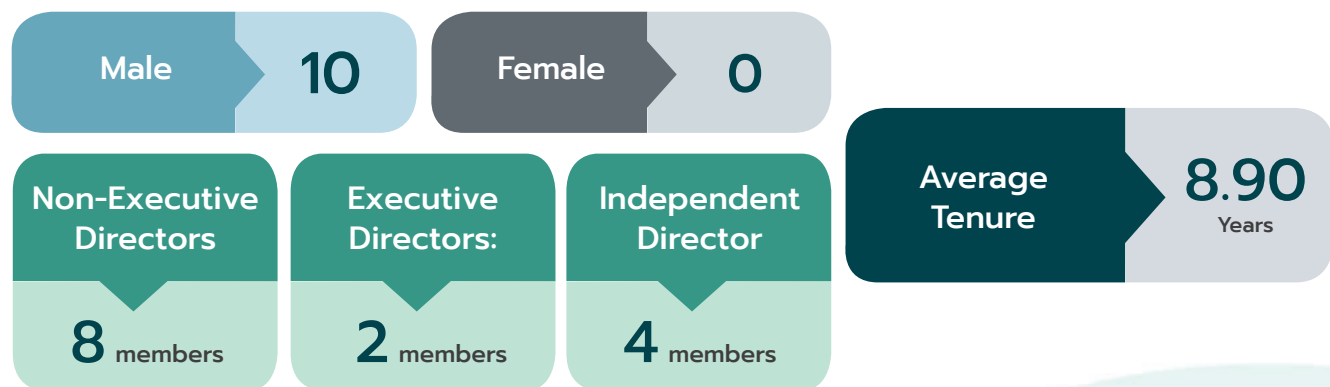 Male
10
Female
0
Non-Executive
Directors
8 members
Executive
Directors:
2 members
Independent
Director
4 members
Average
Tenure
8.90
Years